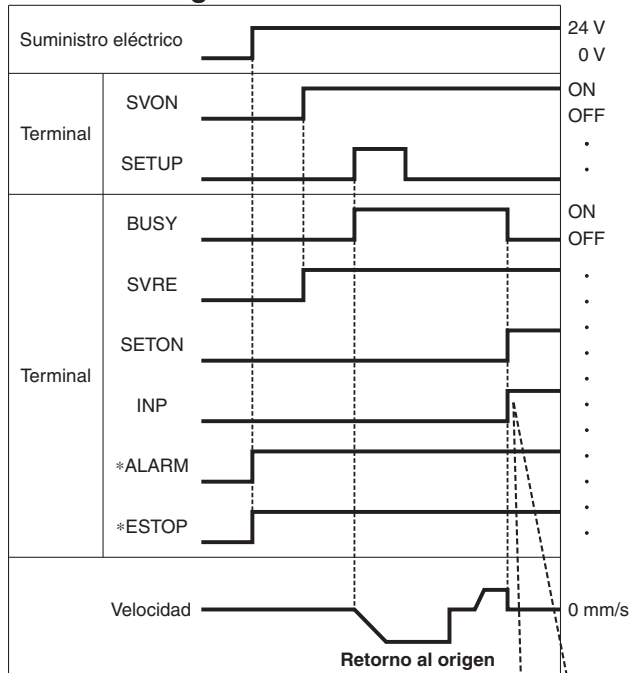 Suministro eléctrico
24 V
0 V
Terminal
SVON
ON
OFF
SETUP
Terminal
BUSY
ON
OFF
SVRE
SETON
INP
*ALARM
*ESTOP
Velocidad
0 mm/s
Retorno al origen